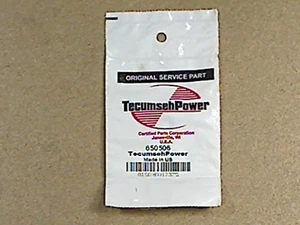 ORIGINAL SERVICE PART
TecumsehPower
Certified Parts Corporation
Janesville, WI
U.S.A.
650506
TecumsehPower
Made in US